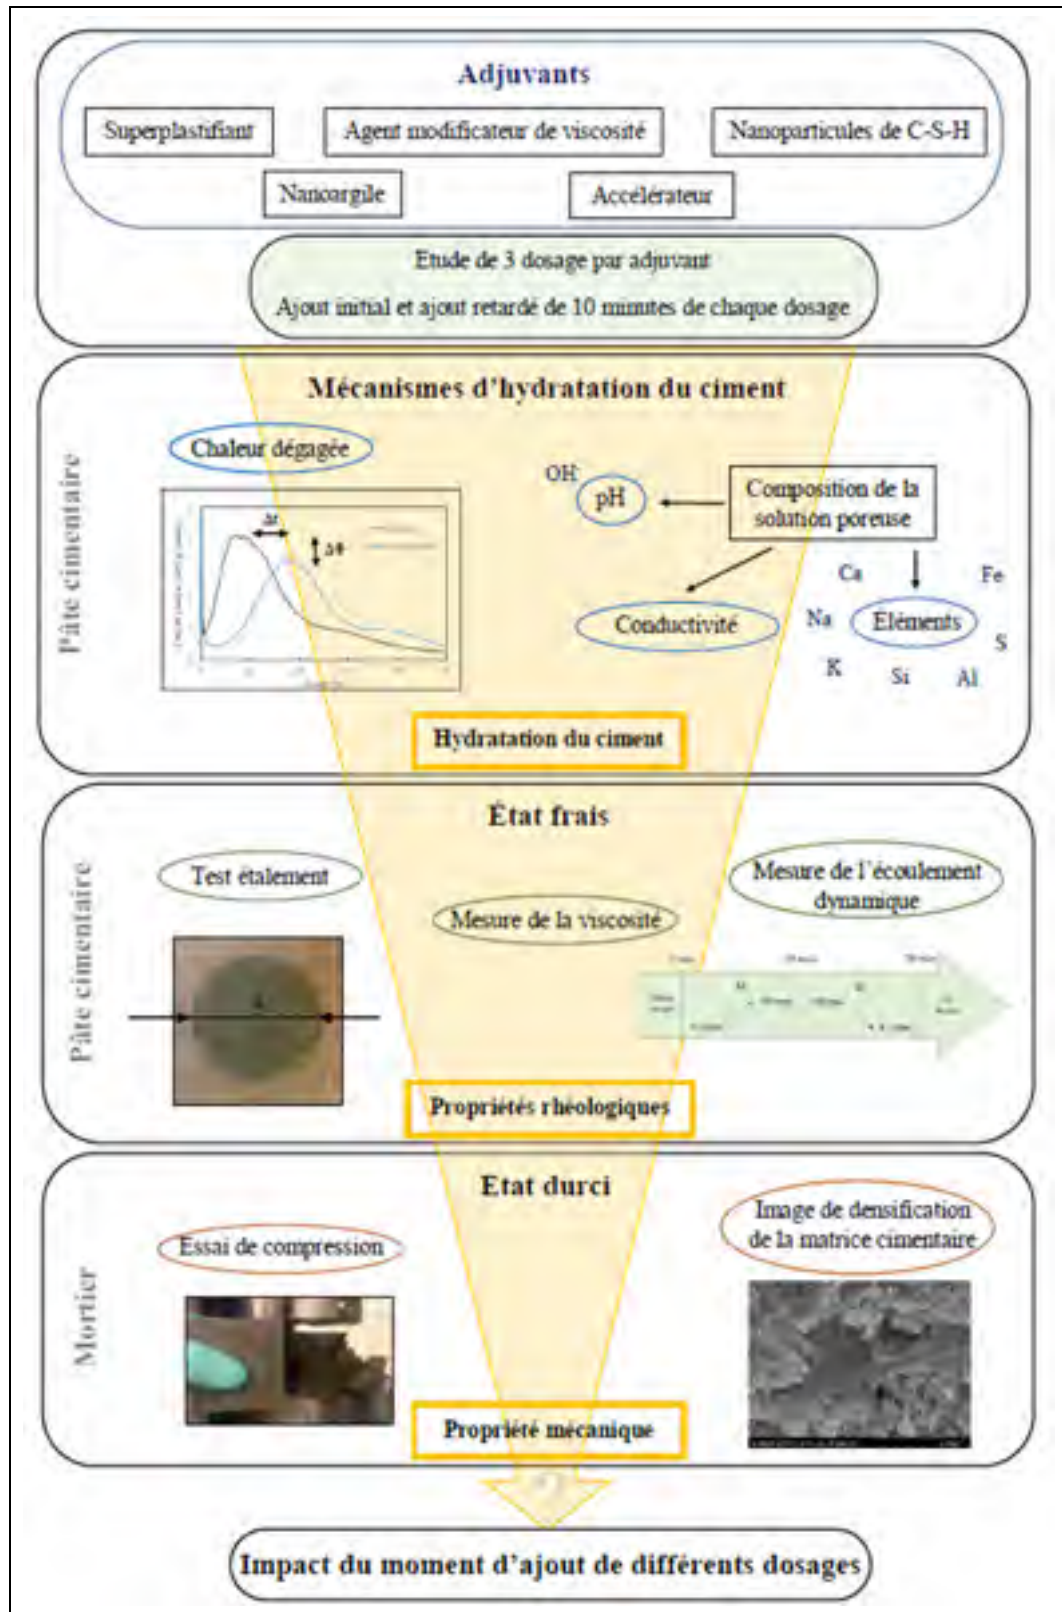 Adjuvants
Superplastifiant
Agent modificateur de viscosité
Nanoparticules de C-S-H
Nanoargile
Accélérateur
Etude de 3 dosage par adjuvant
Ajout initial et ajout retardé de 10 minutes de chaque dosage
Pâte cimentaire
Mécanismes d'hydratation du ciment
Chaleur dégagée
Δt
ΔΦ
OH-
pH
Composition de la
solution poreuse
Conductivité
Ca
Fe
Na
Eléments
S
K
Si
Al
Hydratation du ciment
Pâte cimentaire
État frais
Test étalement
Mesure de la viscosité
Mesure de l'écoulement
dynamique
Propriétés rhéologiques
Mortier
Etat durci
Essai de compression
Image de densification
de la matrice cimentaire
Propriété mécanique
Impact du moment d'ajout de différents dosages